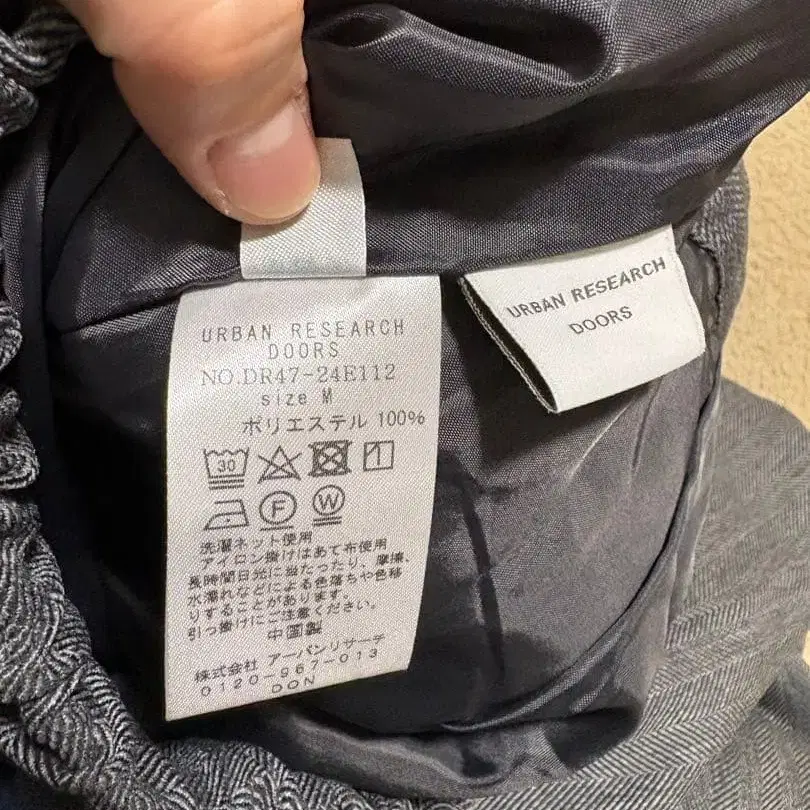 URBAN RESEARCH
DOORS
NO.DR47-24E112
size M
ポリエステル 100%
30
F W
洗濯ネット使用
アイロン掛けはあて布使用
長時間日光に当たったり、摩擦、
水濡れなどによる色落ちや色移
りすることがあります。
引っ掛けにご注意ください。
中国製
株式会社 アーバンリサーチ
0120-967-013
DON
URBAN RESEARCH
DOORS